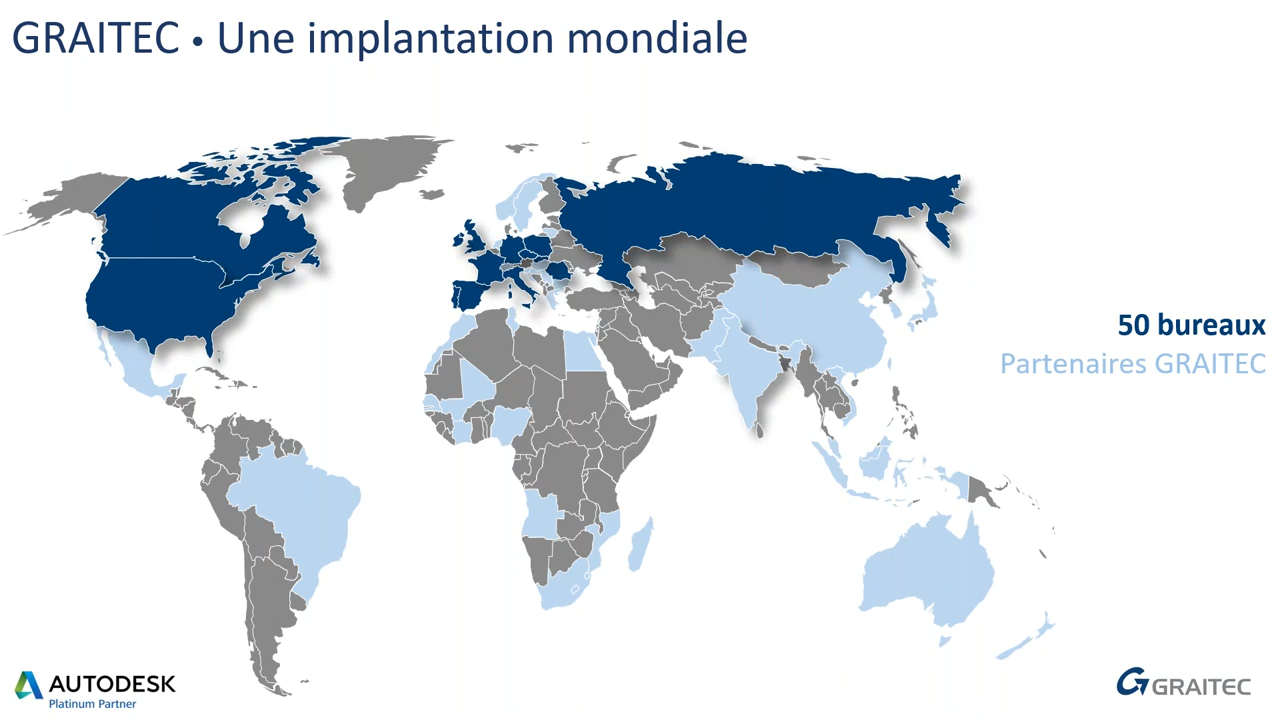 GRAITEC • Une implantation mondiale
50 bureaux
Partenaires GRAITEC
AUTODESK
Platinum Partner
GRAITEC